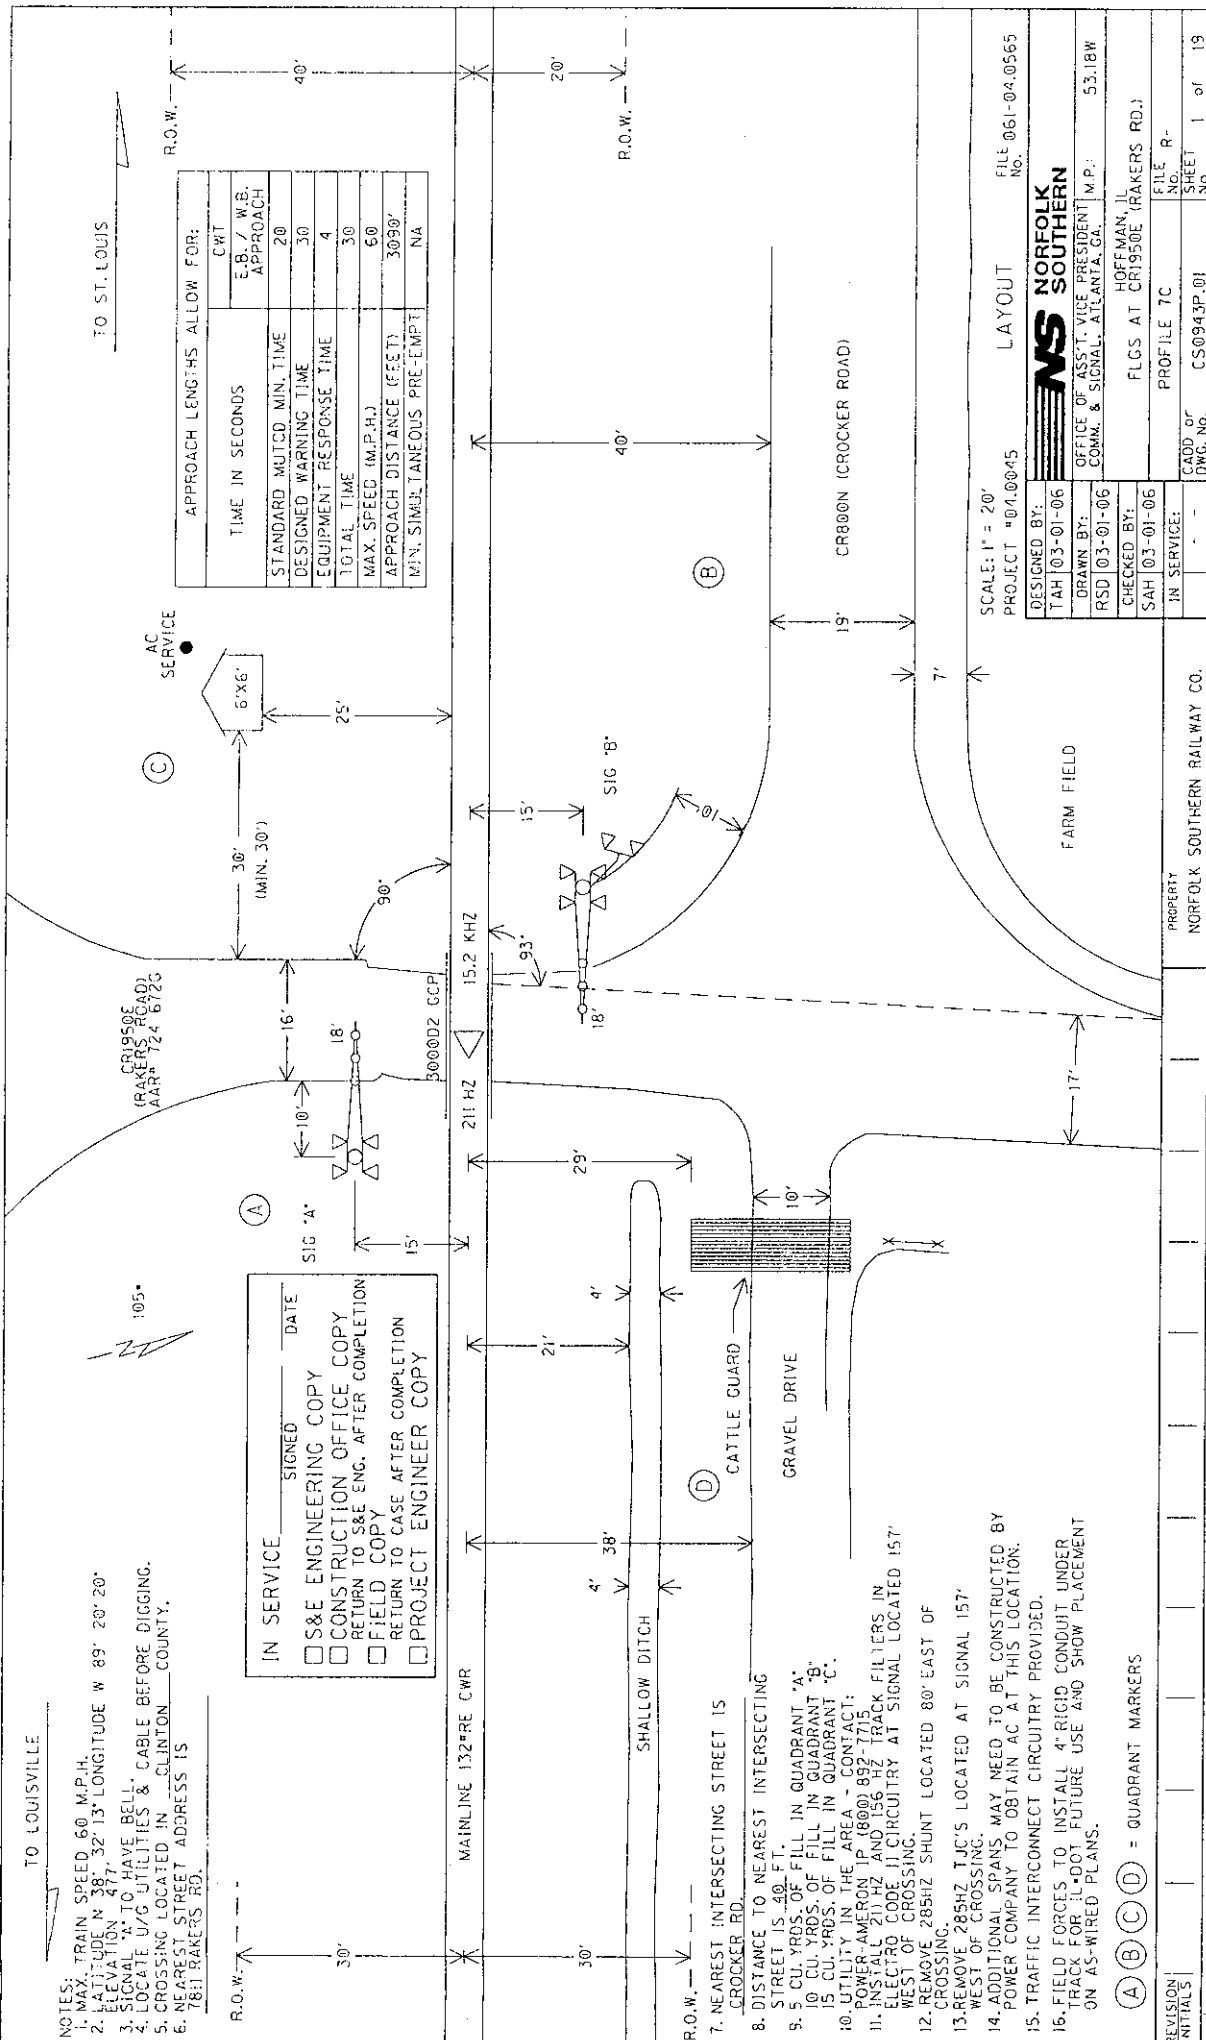 TO LOUISVILLE
NOTES:
1. MAX. TRAIN SPEED 60 M.P.H.
2. LATITUDE N 38° 32' 13" LONGITUDE W 89° 20' 20"
ELEVATION 477'
3. SIGNAL "A" TO HAVE BELL.
4. LOCATE U/G UTILITIES & CABLE BEFORE DIGGING.
5. CROSSING LOCATED IN CLINTON COUNTY.
6. NEAREST STREET ADDRESS IS
7811 RAKERS RD.
R.O.W.
30'
30'
R.O.W.
MAINLINE 132#RE CWR
105°
IN SERVICE
SIGNED DATE
S&E ENGINEERING COPY
CONSTRUCTION OFFICE COPY
RETURN TO S&E ENG. AFTER COMPLETION
FIELD COPY
RETURN TO CASE AFTER COMPLETION
PROJECT ENGINEER COPY
A
SIG "A"
15'
10'
16'
18'
CR1950E
(RAKERS ROAD)
AAR# 724 672G
3000D2 GCP
211 HZ
15.2 KHZ
90°
93°
30'
(MIN. 30')
C
AC
SERVICE
6'X6'
25'
TO ST. LOUIS
R.O.W.
40'
20'
R.O.W.
APPROACH LENGTHS ALLOW FOR:
TIME IN SECONDS
CWT
E.B. / W.B.
APPROACH
STANDARD MUTCD MIN. TIME 20
DESIGNED WARNING TIME 30
EQUIPMENT RESPONSE TIME 4
TOTAL TIME 30
MAX. SPEED (M.P.H.) 60
APPROACH DISTANCE (FEET) 3090'
MIN. SIMULTANEOUS PRE-EMPT NA
15'
18'
SIG "B"
10'
B
40'
CR800N (CROCKER ROAD)
19'
7'
FARM FIELD
17'
29'
21'
4'
4'
38'
SHALLOW DITCH
D
CATTLE GUARD
GRAVEL DRIVE
10'
7. NEAREST INTERSECTING STREET IS
CROCKER RD.
8. DISTANCE TO NEAREST INTERSECTING
STREET IS 40 FT.
9. 5 CU. YRDS. OF FILL IN QUADRANT "A"
10 CU. YRDS. OF FILL IN QUADRANT "B"
15 CU. YRDS. OF FILL IN QUADRANT "C".
10. UTILITY IN THE AREA - CONTACT:
POWER-AMEREN IP (800) 892-7715
11. INSTALL 211 HZ AND 156 HZ TRACK FILTERS IN
ELECTRO CODE II CIRCUITRY AT SIGNAL LOCATED 157'
WEST OF CROSSING.
12. REMOVE 285HZ SHUNT LOCATED 80' EAST OF
CROSSING.
13. REMOVE 285HZ TJC'S LOCATED AT SIGNAL 157'
WEST OF CROSSING.
14. ADDITIONAL SPANS MAY NEED TO BE CONSTRUCTED BY
POWER COMPANY TO OBTAIN AC AT THIS LOCATION.
15. TRAFFIC INTERCONNECT CIRCUITRY PROVIDED.
16. FIELD FORCES TO INSTALL 4" RIGID CONDUIT UNDER
TRACK FOR IL-DOT FUTURE USE AND SHOW PLACEMENT
ON AS-WIRED PLANS.
A B C D = QUADRANT MARKERS
REVISION
INITIALS
PROPERTY
NORFOLK SOUTHERN RAILWAY CO.
SCALE: 1" = 20'
PROJECT #04.0045
LAYOUT
FILE No. 061-04.0565
DESIGNED BY:
TAH 03-01-06
DRAWN BY:
RSD 03-01-06
CHECKED BY:
SAH 03-01-06
IN SERVICE:
- -
NS NORFOLK SOUTHERN
OFFICE OF ASS'T. VICE PRESIDENT
COMM. & SIGNAL, ATLANTA, GA.
M.P.: 53.18W
HOFFMAN, IL
FLGS AT CR1950E (RAKERS RD.)
PROFILE 7C
FILE No. R-
CADD or DWG. No. CS0943P.01
SHEET No. 1 of 19